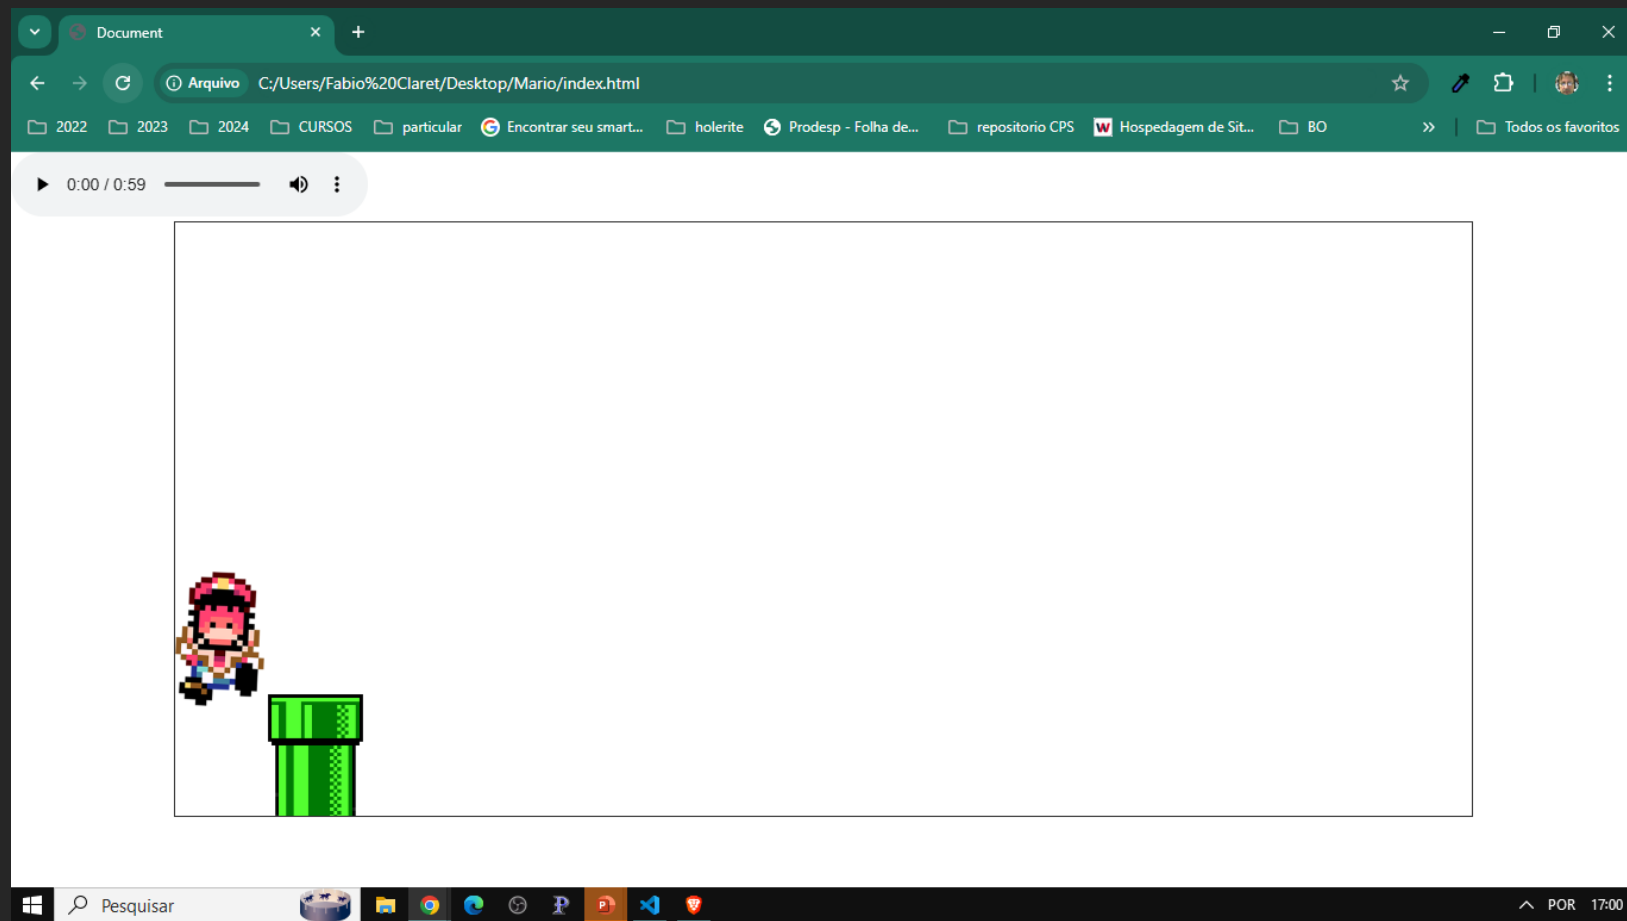 Document
Arquivo C:/Users/Fabio%20Claret/Desktop/Mario/index.html
2022 2023 2024 CURSOS particular Encontrar seu smart... holerite Prodesp - Folha de... repositorio CPS Hospedagem de Sit... BO Todos os favoritos
0:00 / 0:59
Pesquisar POR 17:00